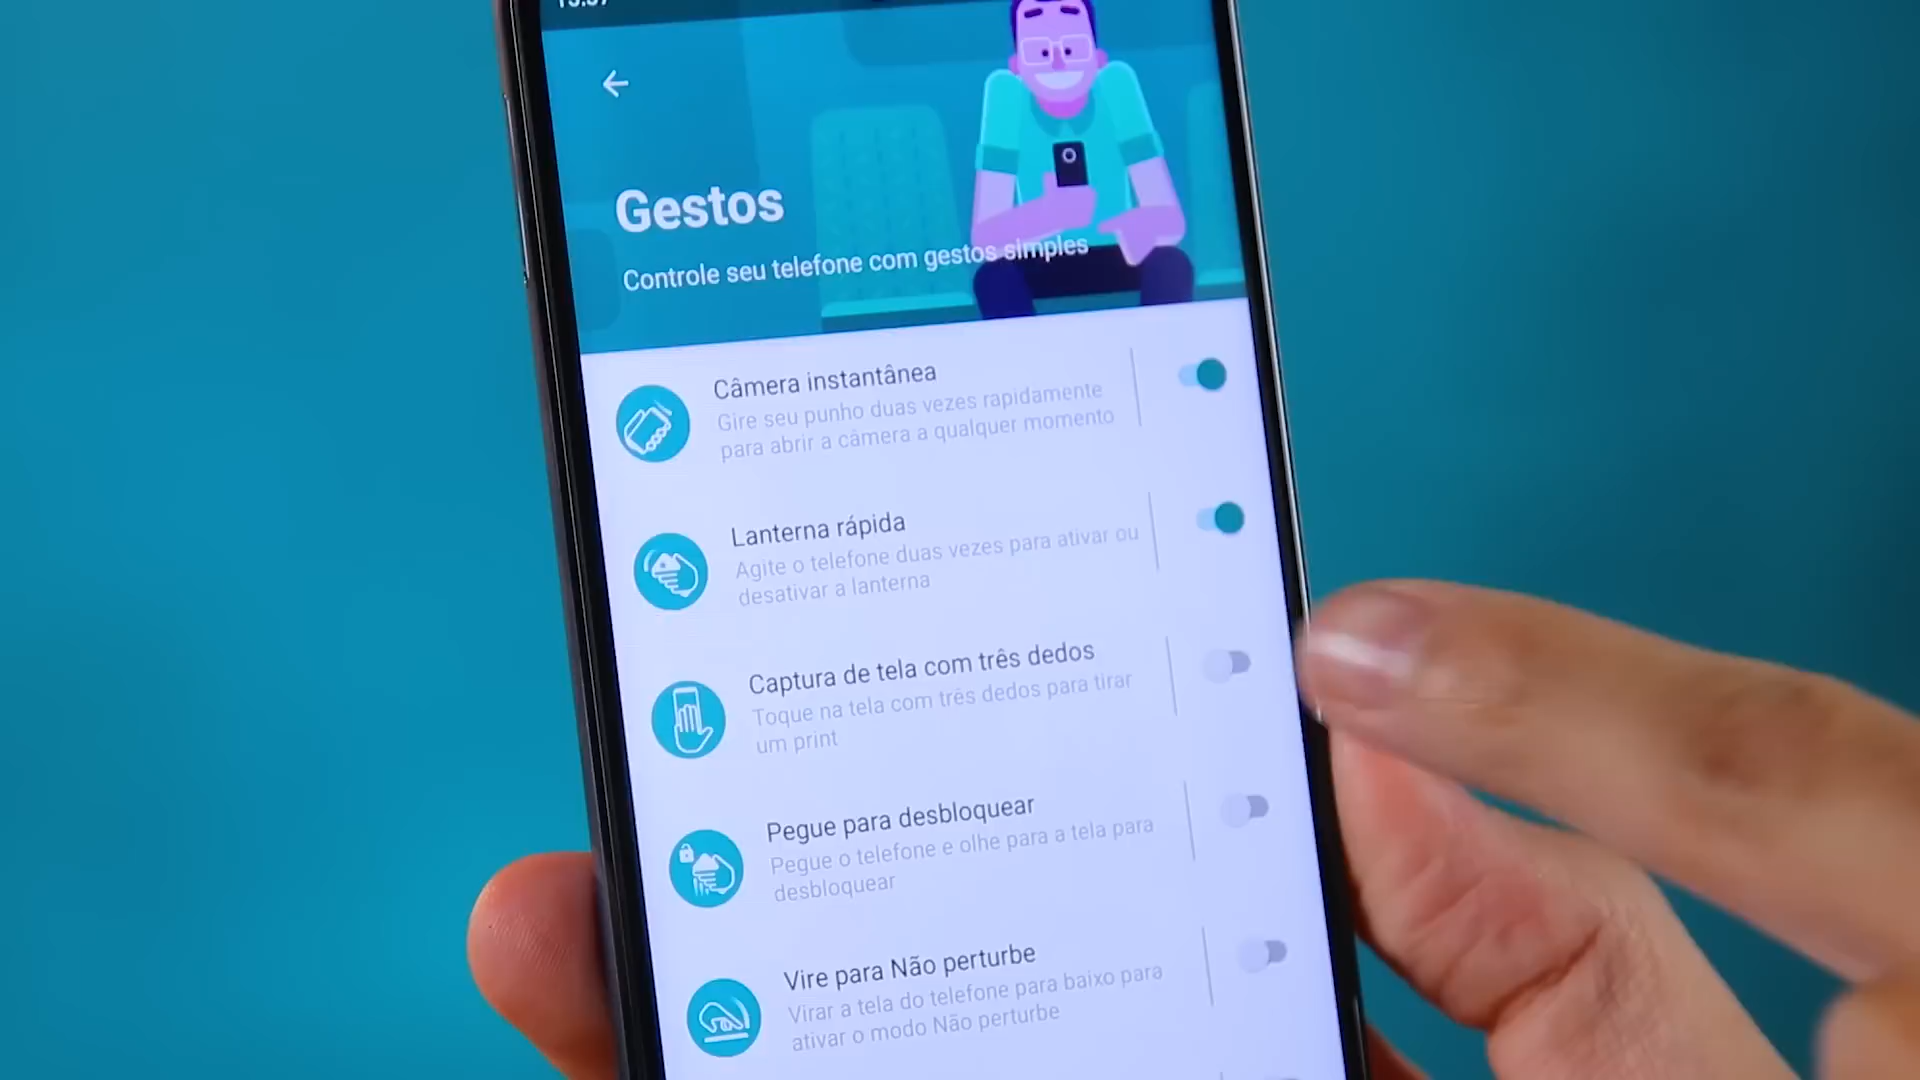 Gestos
Controle seu telefone com gestos simples
Câmera instantânea
Gire seu punho duas vezes rapidamente
para abrir a câmera a qualquer momento
Lanterna rápida
Agite o telefone duas vezes para ativar ou
desativar a lanterna
Captura de tela com três dedos
Toque na tela com três dedos para tirar
um print
Pegue para desbloquear
Pegue o telefone e olhe para a tela para
desbloquear
Vire para Não perturbe
Virar a tela do telefone para baixo para
ativar o modo Não perturbe